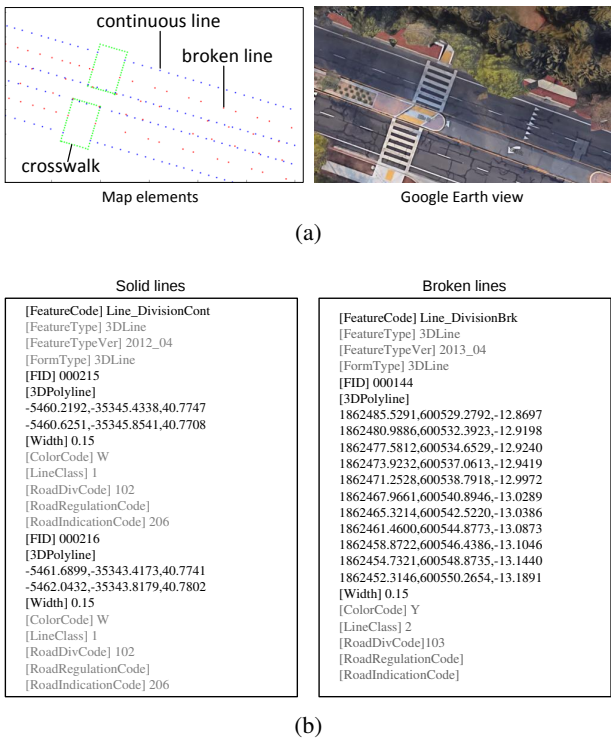 continuous line
broken line
crosswalk
Map elements
Google Earth view
(a)
Solid lines
[FeatureCode] Line_DivisionCont
[FeatureType] 3DLine
[FeatureTypeVer] 2012_04
[FormType] 3DLine
[FID] 000215
[3DPolyline]
-5460.2192,-35345.4338,40.7747
-5460.6251,-35345.8541,40.7708
[Width] 0.15
[ColorCode] W
[LineClass] 1
[RoadDivCode] 102
[RoadRegulationCode]
[RoadIndicationCode] 206
[FID] 000216
[3DPolyline]
-5461.6899,-35343.4173,40.7741
-5462.0432,-35343.8179,40.7802
[Width] 0.15
[ColorCode] W
[LineClass] 1
[RoadDivCode] 102
[RoadRegulationCode]
[RoadIndicationCode] 206
Broken lines
[FeatureCode] Line_DivisionBrk
[FeatureType] 3DLine
[FeatureTypeVer] 2013_04
[FormType] 3DLine
[FID] 000144
[3DPolyline]
1862485.5291,600529.2792,-12.8697
1862480.9886,600532.3923,-12.9198
1862477.5812,600534.6529,-12.9240
1862473.9232,600537.0613,-12.9419
1862471.2528,600538.7918,-12.9972
1862467.9661,600540.8946,-13.0289
1862465.3214,600542.5220,-13.0386
1862461.4600,600544.8773,-13.0873
1862458.8722,600546.4386,-13.1046
1862454.7321,600548.8735,-13.1440
1862452.3146,600550.2654,-13.1891
[Width] 0.15
[ColorCode] Y
[LineClass] 2
[RoadDivCode]103
[RoadRegulationCode]
[RoadIndicationCode]
(b)